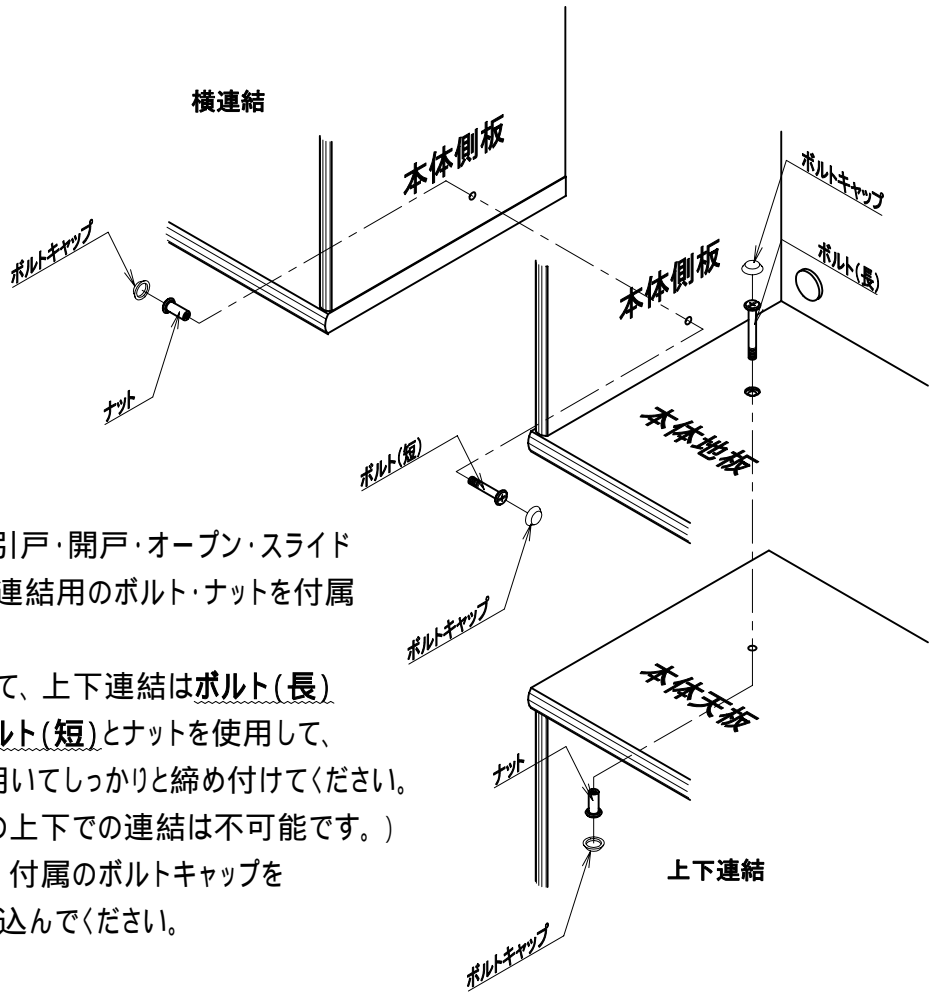 横連結
本体側板
ボルトキャップ
ナット
ボルトキャップ
ボルト(長)
本体側板
本体地板
ボルト(短)
ボルトキャップ
引戸・開戸・オープン・スライド
連結用のボルト・ナットを付属
て、上下連結はボルト(長)
ルト(短)とナットを使用して、
用いてしっかりと締め付けてください。
の上下での連結は不可能です。)
付属のボルトキャップを
込んでください。
本体天板
ナット
ボルトキャップ
上下連結